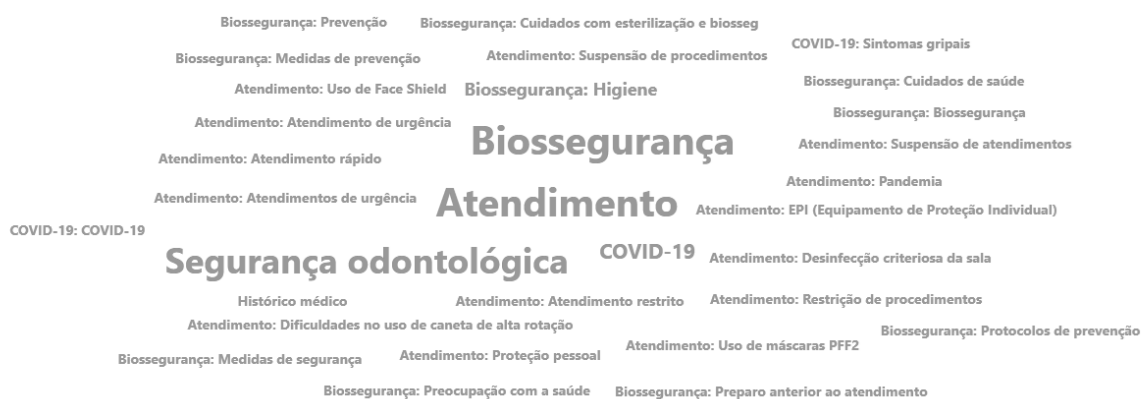 Biossegurança: Prevenção
Biossegurança: Cuidados com esterilização e biosseg
COVID-19: Sintomas gripais
Biossegurança: Medidas de prevenção
Atendimento: Suspensão de procedimentos
Biossegurança: Cuidados de saúde
Atendimento: Uso de Face Shield
Biossegurança: Higiene
Biossegurança: Biossegurança
Atendimento: Atendimento de urgência
Biossegurança
Atendimento: Suspensão de atendimentos
Atendimento: Atendimento rápido
Atendimento: Pandemia
Atendimento: Atendimentos de urgência
Atendimento
Atendimento: EPI (Equipamento de Proteção Individual)
COVID-19: COVID-19
Segurança odontológica
COVID-19
Atendimento: Desinfecção criteriosa da sala
Histórico médico
Atendimento: Atendimento restrito
Atendimento: Restrição de procedimentos
Atendimento: Dificuldades no uso de caneta de alta rotação
Biossegurança: Protocolos de prevenção
Biossegurança: Medidas de segurança
Atendimento: Proteção pessoal
Atendimento: Uso de máscaras PFF2
Biossegurança: Preocupação com a saúde
Biossegurança: Preparo anterior ao atendimento